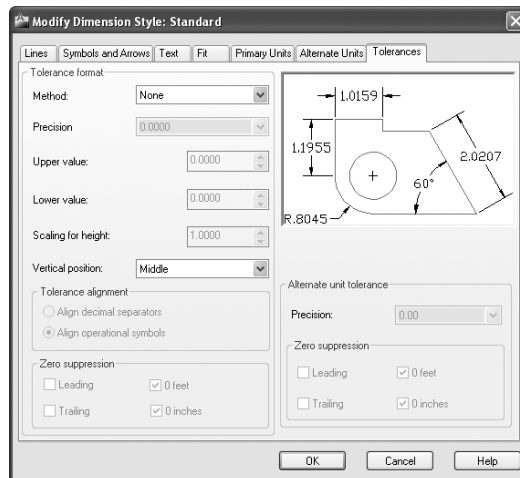 Modify Dimension Style: Standard
Lines Symbols and Arrows Text Fit Primary Units Alternate Units Tolerances
Tolerance format
Method: None
Precision 0.0000
Upper value: 0.0000
Lower value: 0.0000
Scaling for height: 1.0000
Vertical position: Middle
Tolerance alignment
Align decimal separators
Align operational symbols
Zero suppression
Leading 0 feet
Trailing 0 inches
1.0159
1.1955
2.0207
60°
R.8045
Alternate unit tolerance
Precision: 0.00
Zero suppression
Leading 0 feet
Trailing 0 inches
OK Cancel Help